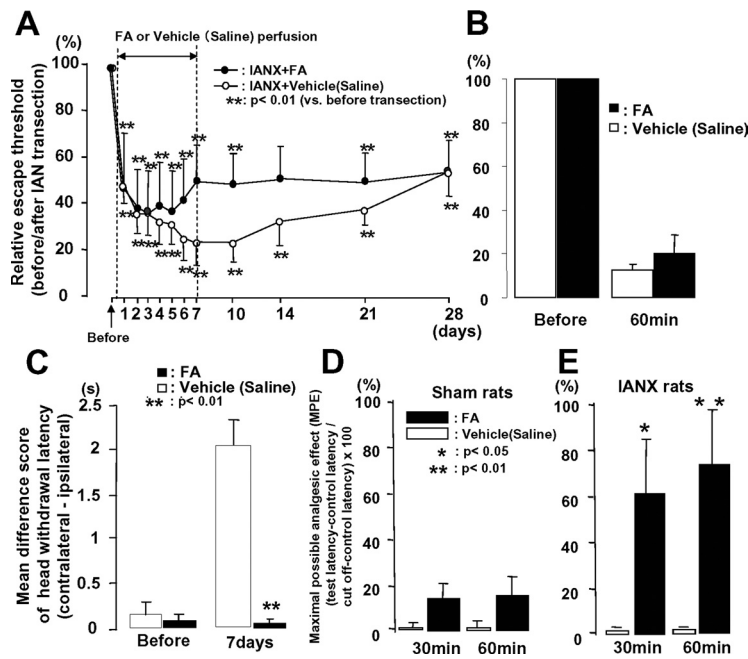 A
(%)
FA or Vehicle (Saline) perfusion
: IANX+FA
: IANX+Vehicle(Saline)
**: p< 0.01 (vs. before transection)
Relative escape threshold
(before/after IAN transection)
100
80
60
40
20
0
** ** ** ** ** ** ** ** ** **
** ** ** ** ** ** ** ** ** ** **
1 2 3 4 5 6 7 10 14 21 28
(days)
Before
B
(%)
: FA
: Vehicle (Saline)
100
80
60
40
20
0
Before 60min
C
(s)
: FA
: Vehicle (Saline)
** : p< 0.01
Mean difference score
of head withdrawal latency
(contralateral - ipsilateral)
2.5
2
1.5
1
0.5
0
**
Before 7days
D
(%)
Sham rats
: FA
: Vehicle(Saline)
* : p< 0.05
** : p< 0.01
Maximal possible analgesic effect (MPE)
(test latency-control latency /
cut off-control latency) x 100
100
80
60
40
20
0
30min 60min
E
(%)
IANX rats
100
80
60
40
20
0
*
* *
30min 60min